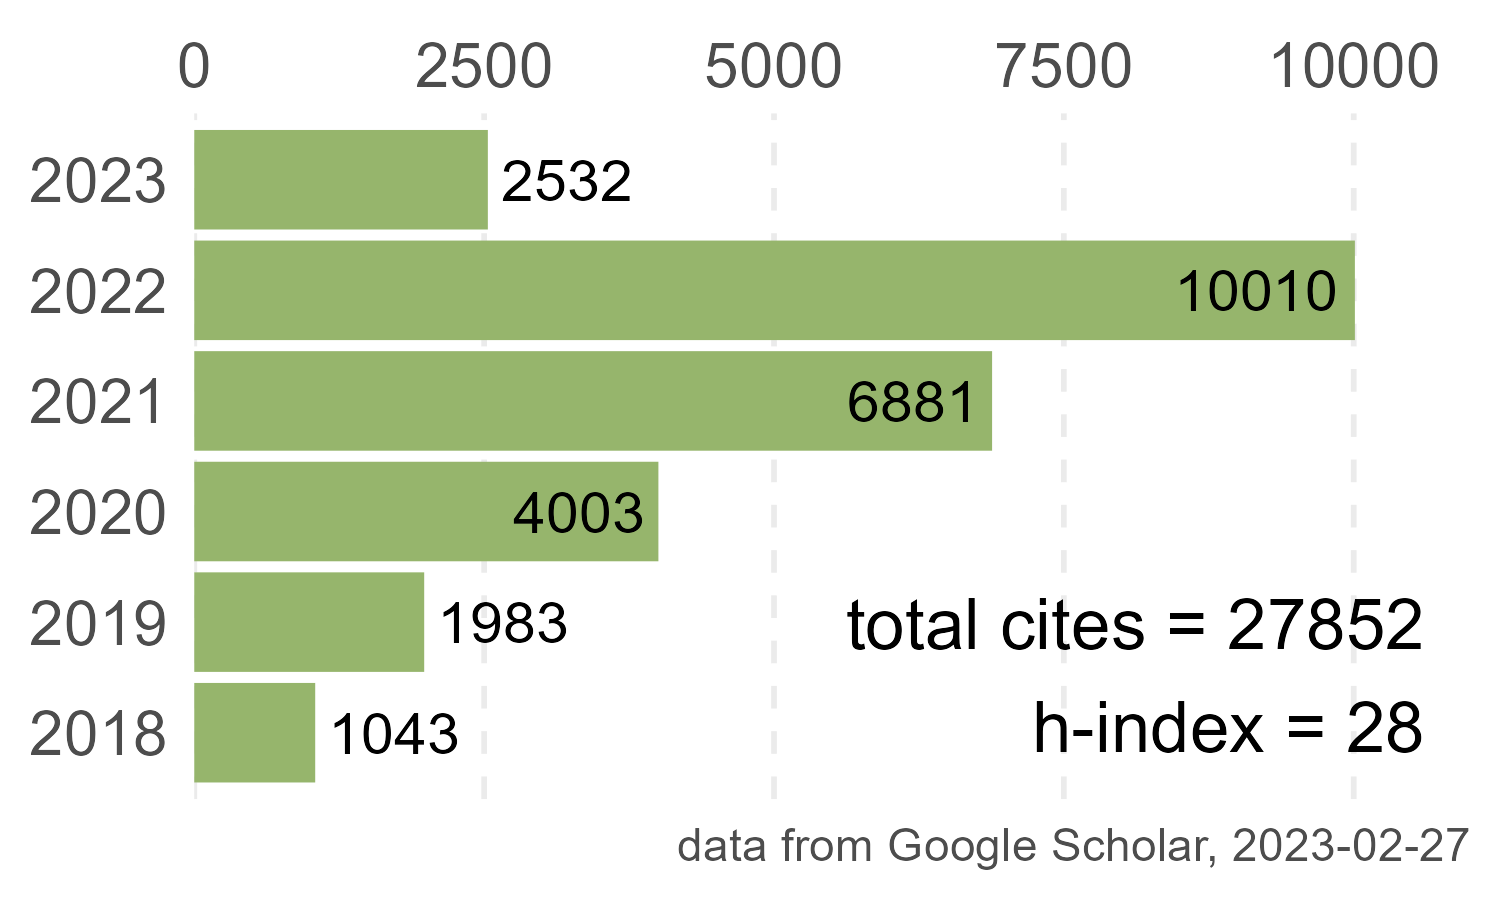 0 2500 5000 7500 10000
2023 2532
2022 10010
2021 6881
2020 4003
2019 1983
total cites = 27852
2018 1043
h-index = 28
data from Google Scholar, 2023-02-27